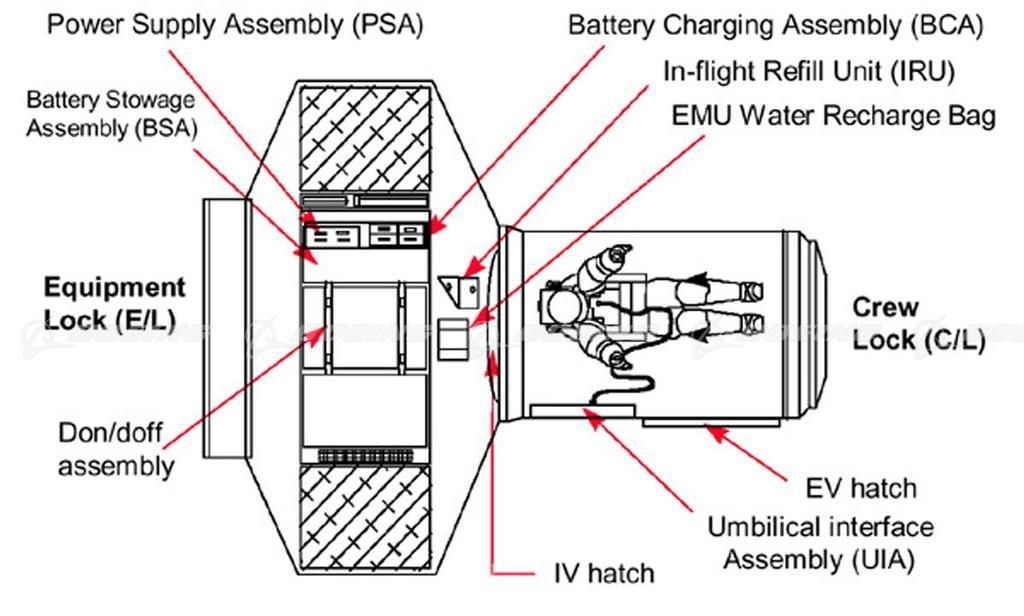 Power Supply Assembly (PSA)
Battery Charging Assembly (BCA)
In-flight Refill Unit (IRU)
Battery Stowage
Assembly (BSA)
EMU Water Recharge Bag
Equipment
Lock (E/L)
Crew
Lock (C/L)
BOEING
Don/doff
assembly
EV hatch
Umbilical interface
Assembly (UIA)
IV hatch